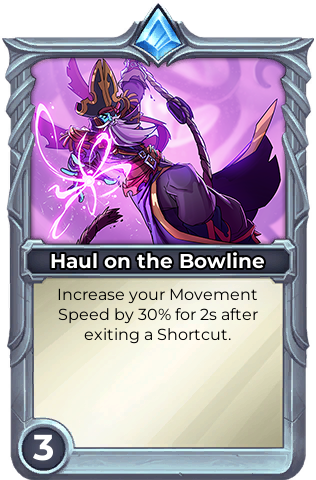 Haul on the Bowline
Increase your Movement
Speed by 30% for 2s after
exiting a Shortcut.
3